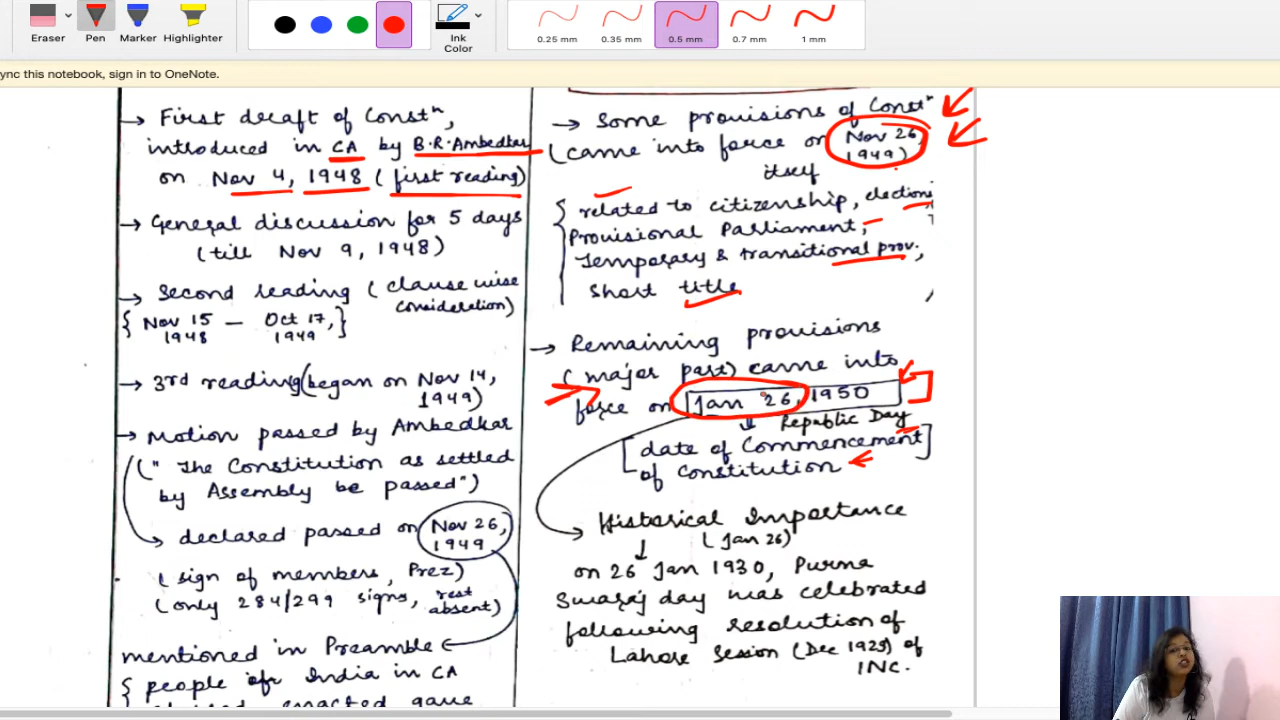 Eraser
Pen
Marker
Highlighter
Ink
Color
0.25 mm
0.35 mm
0.5 mm
0.7 mm
1 mm
ync this notebook, sign in to OneNote.
→ First draft of Constn,
introduced in CA by B.R. Ambedkar
on Nov 4, 1948 (first reading)
→ General discussion for 5 days
(till Nov 9, 1948)
→ Second reading (clause wise
consideration)
{Nov 15 — Oct 17,}
1948 1949
→ 3rd reading (began on Nov 14,
1949)
→ Motion passed by Ambedkar
(" The Constitution as settled
by Assembly be passed")
→ declared passed on Nov 26,
1949
(sign of members, Prez)
(only 284/299 signs, rest
absent)
mentioned in Preamble
{ people of India in CA
enacted gave
→ Some provisions of Constn
(came into force on Nov 26,
1949)
itself
{ related to citizenship, elections,
Provisional Parliament,
Temporary & transitional prov.,
Short title
→ Remaining provisions
(major part) came into
force on Jan 26, 1950
Republic Day
[date of Commencement]
of Constitution
→ Historical Importance
(Jan 26)
on 26 Jan 1930, Purna
Swaraj day was celebrated
following resolution of
Lahore Session (Dec 1929) of
INC.